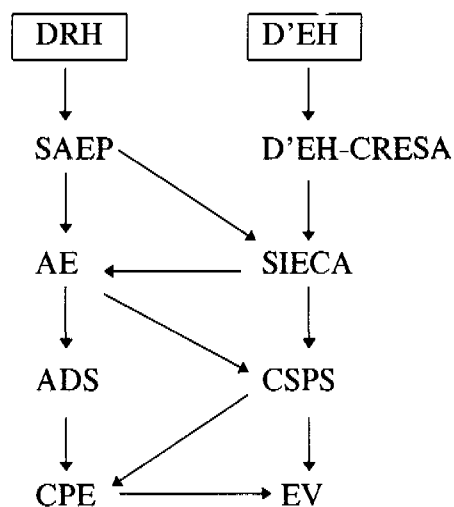 DRH D'EH
SAEP D'EH-CRESA
AE SIECA
ADS CSPS
CPE EV